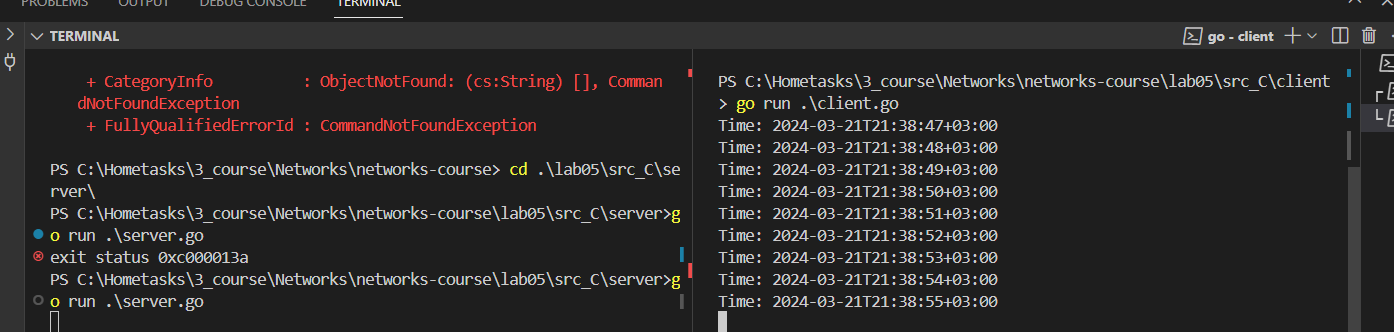 PROBLEMS OUTPUT DEBUG CONSOLE TERMINAL
TERMINAL
go - client
+ CategoryInfo : ObjectNotFound: (cs:String) [], Comman
dNotFoundException
+ FullyQualifiedErrorId : CommandNotFoundException
PS C:\Hometasks\3_course\Networks\networks-course> cd .\lab05\src_C\se
rver\
PS C:\Hometasks\3_course\Networks\networks-course\lab05\src_C\server>g
o run .\server.go
exit status 0xc000013a
PS C:\Hometasks\3_course\Networks\networks-course\lab05\src_C\server>g
o run .\server.go
PS C:\Hometasks\3_course\Networks\networks-course\lab05\src_C\client
> go run .\client.go
Time: 2024-03-21T21:38:47+03:00
Time: 2024-03-21T21:38:48+03:00
Time: 2024-03-21T21:38:49+03:00
Time: 2024-03-21T21:38:50+03:00
Time: 2024-03-21T21:38:51+03:00
Time: 2024-03-21T21:38:52+03:00
Time: 2024-03-21T21:38:53+03:00
Time: 2024-03-21T21:38:54+03:00
Time: 2024-03-21T21:38:55+03:00